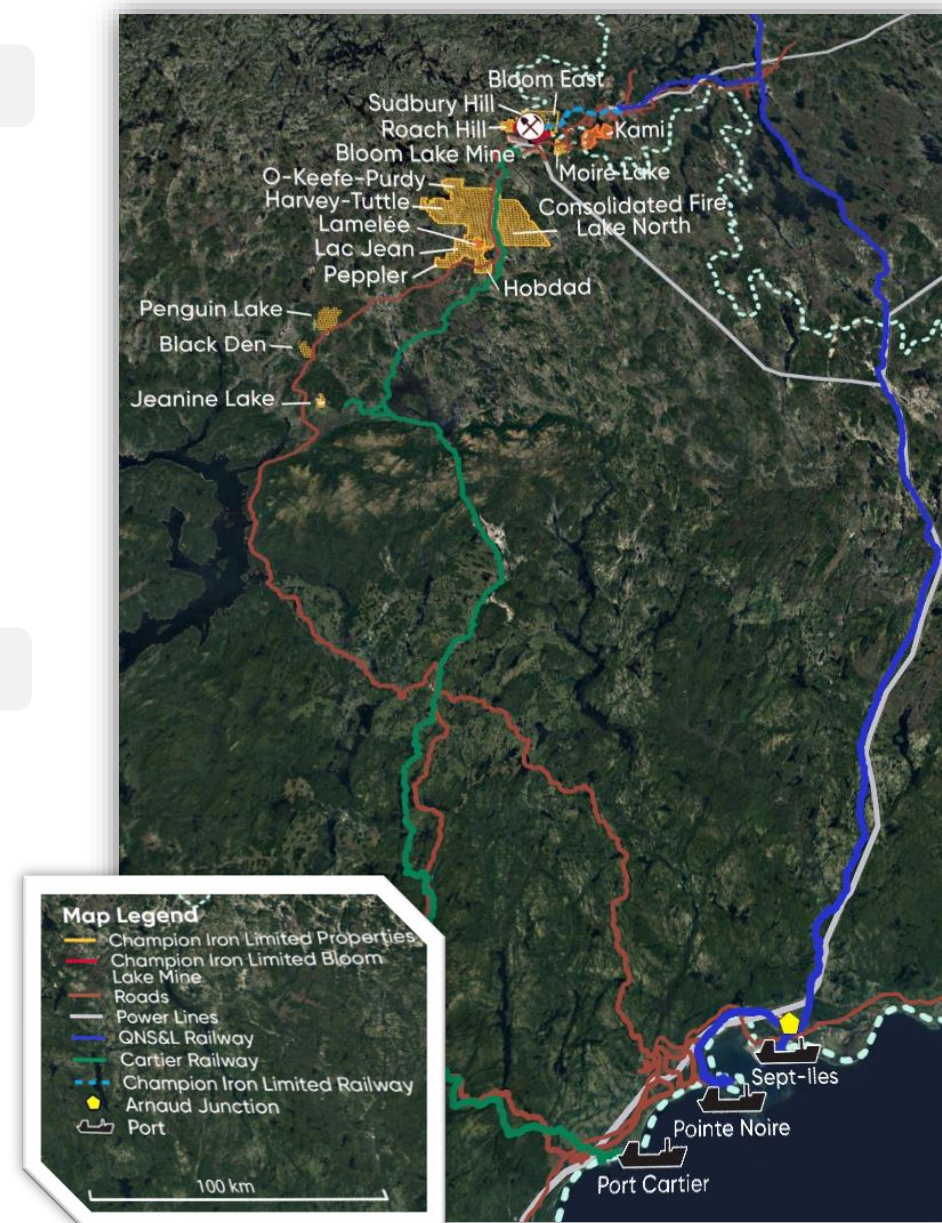 Bloom East
Sudbury Hill
Roach Hill
Kami
Bloom Lake Mine
Moiré Lake
O-Keefe-Purdy
Harvey-Tuttle
Consolidated Fire
Lake North
Lamelée
Lac Jean
Peppler
Hobdad
Penguin Lake
Black Den
Jeanine Lake
Map Legend
Champion Iron Limited Properties
Champion Iron Limited Bloom
Lake Mine
Roads
Power Lines
QNS&L Railway
Cartier Railway
Champion Iron Limited Railway
Arnaud Junction
Port
100 km
Sept-Iles
Pointe Noire
Port Cartier